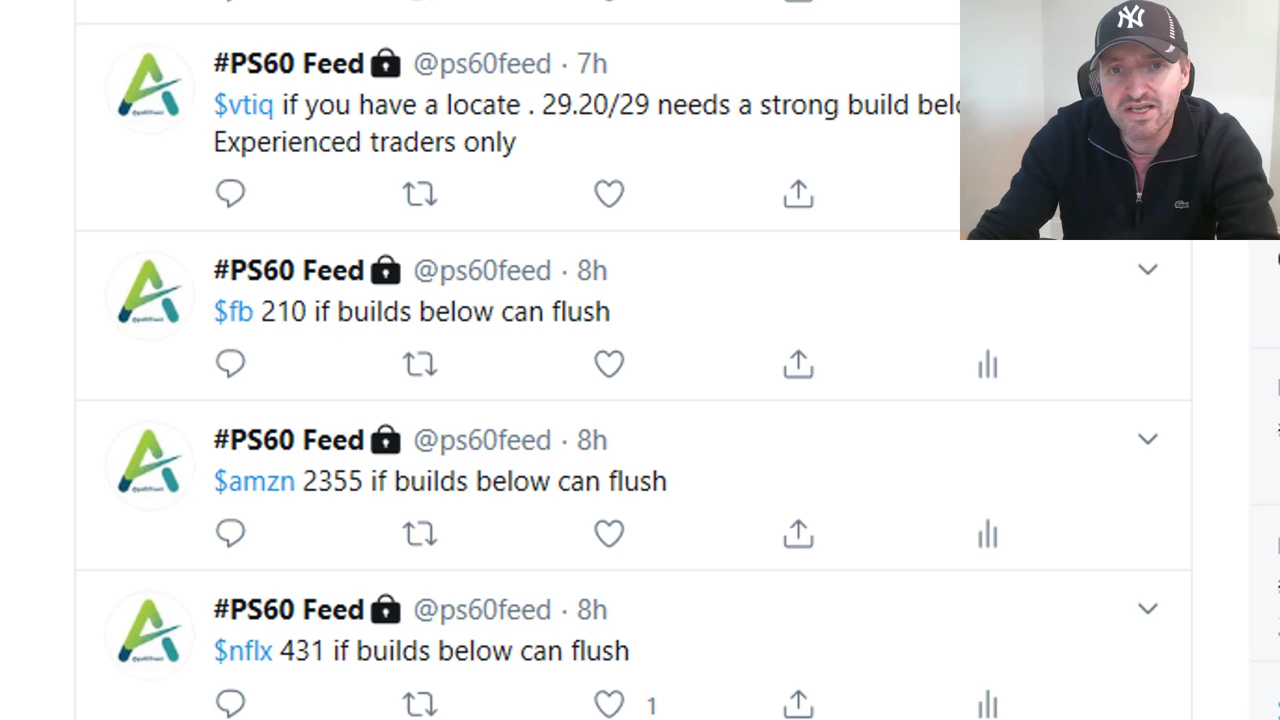 #PS60 Feed @ps60feed · 7h
$vtiq if you have a locate . 29.20/29 needs a strong build
Experienced traders only
#PS60 Feed @ps60feed · 8h
$fb 210 if builds below can flush
#PS60 Feed @ps60feed · 8h
$amzn 2355 if builds below can flush
#PS60 Feed @ps60feed · 8h
$nflx 431 if builds below can flush
1
NY